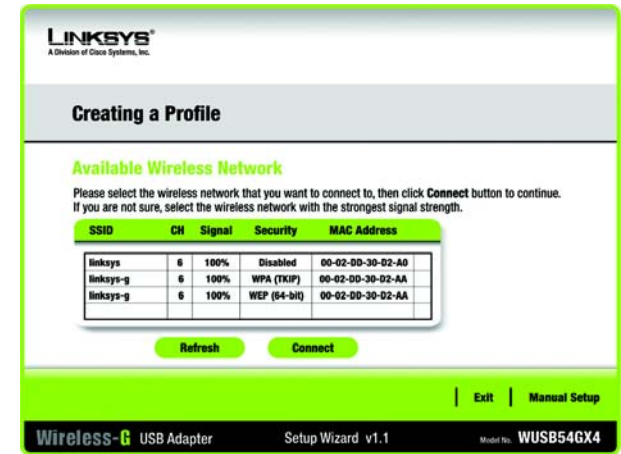 LINKSYS®
A Division of Cisco Systems, Inc.
Creating a Profile
Available Wireless Network
Please select the wireless network that you want to connect to, then click Connect button to continue.
If you are not sure, select the wireless network with the strongest signal strength.
SSID CH Signal Security MAC Address
linksys 6 100% Disabled 00-02-DD-30-D2-A0
linksys-g 6 100% WPA (TKIP) 00-02-DD-30-D2-AA
linksys-g 6 100% WEP (64-bit) 00-02-DD-30-D2-AA
Refresh Connect
Exit Manual Setup
Wireless-G USB Adapter Setup Wizard v1.1 Model No. WUSB54GX4